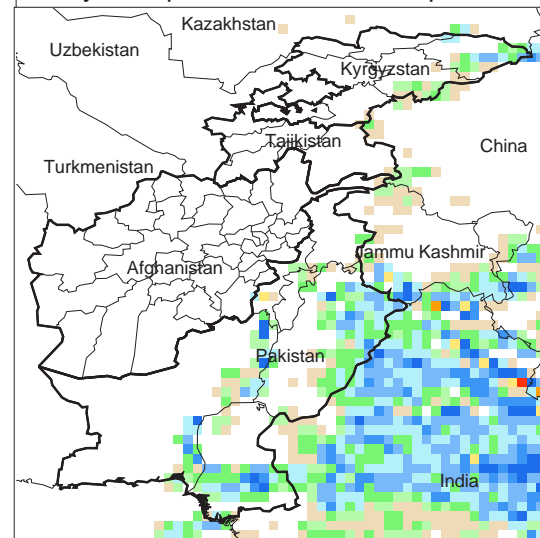 Kazakhstan
Uzbekistan
Kyrgyzstan
Tajikistan
China
Turkmenistan
Jammu Kashmir
Afghanistan
Pakistan
India